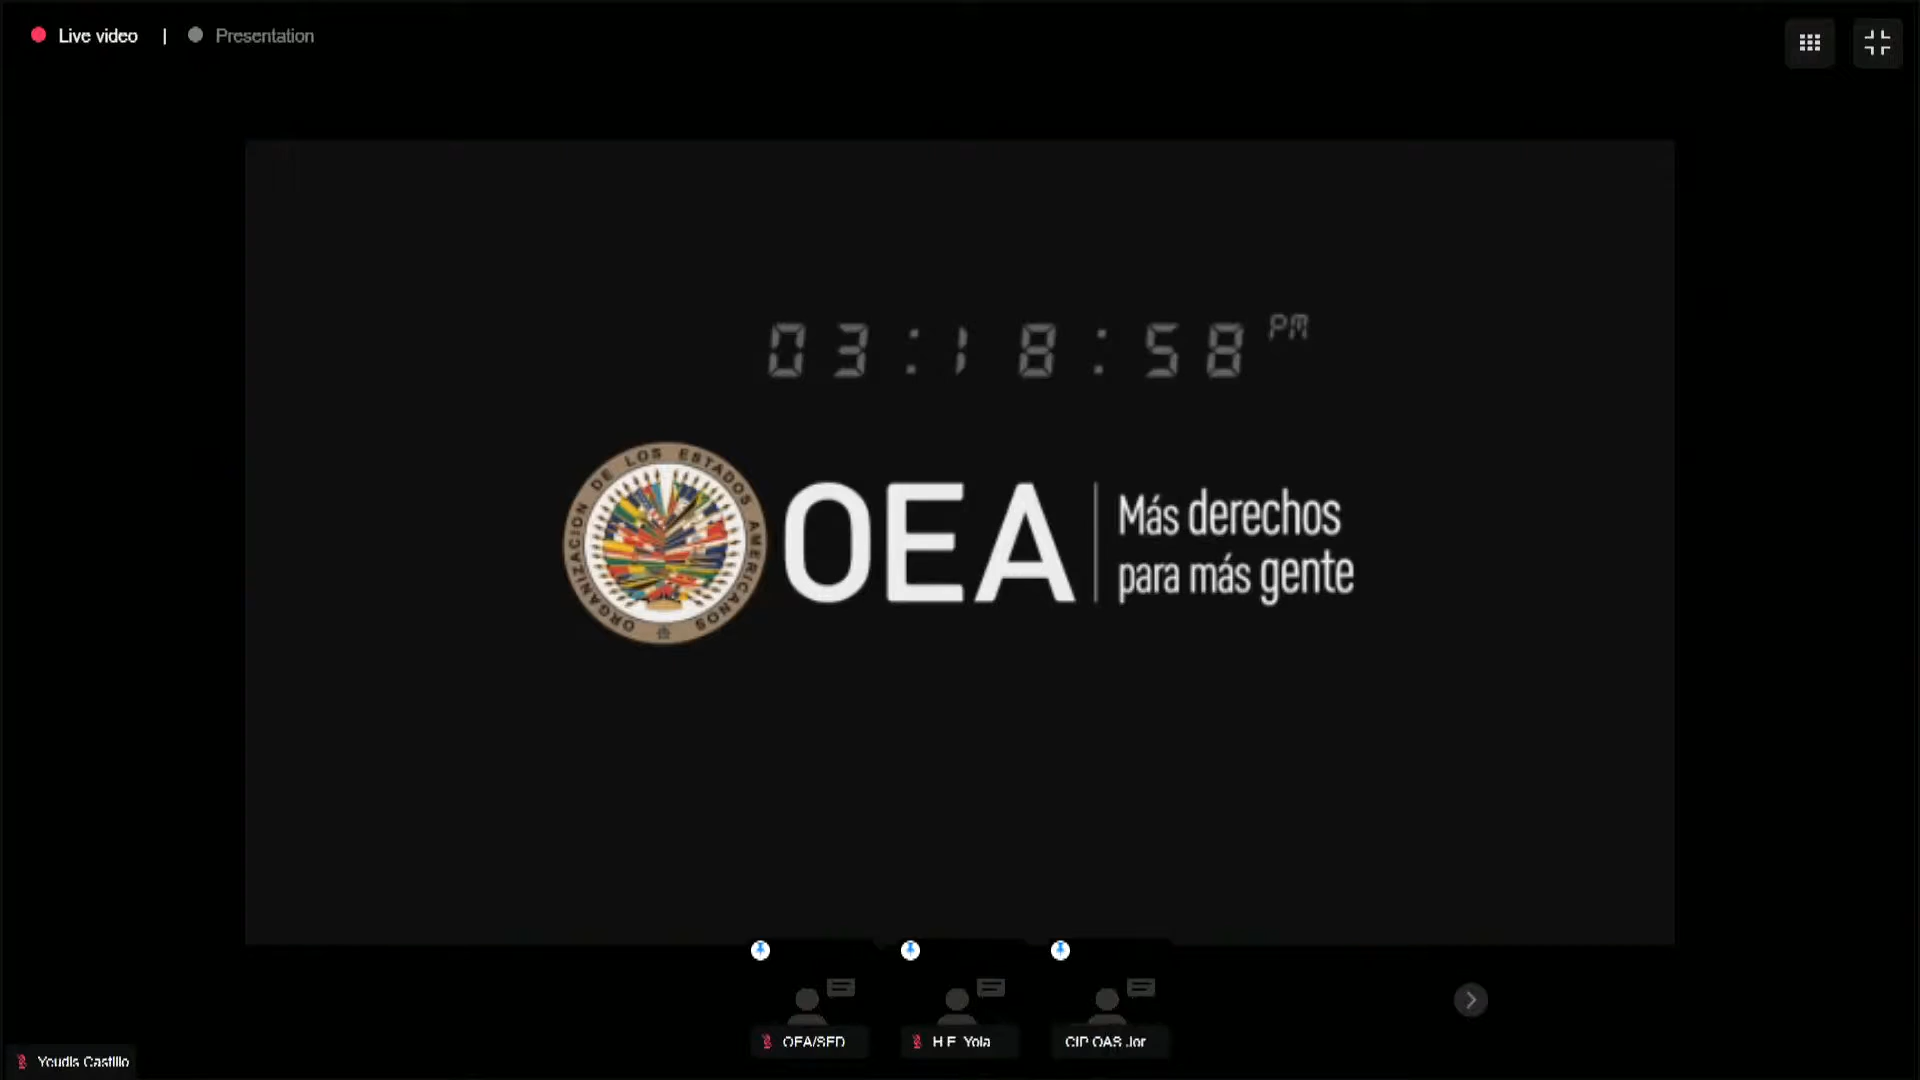 Live video | Presentation
03:18:58 PM
ORGANIZACION DE LOS ESTADOS AMERICANOS
OEA
Más derechos
para más gente
OEA/SED
H.E. Yola
CIP OAS Jor
Yeudis Castillo